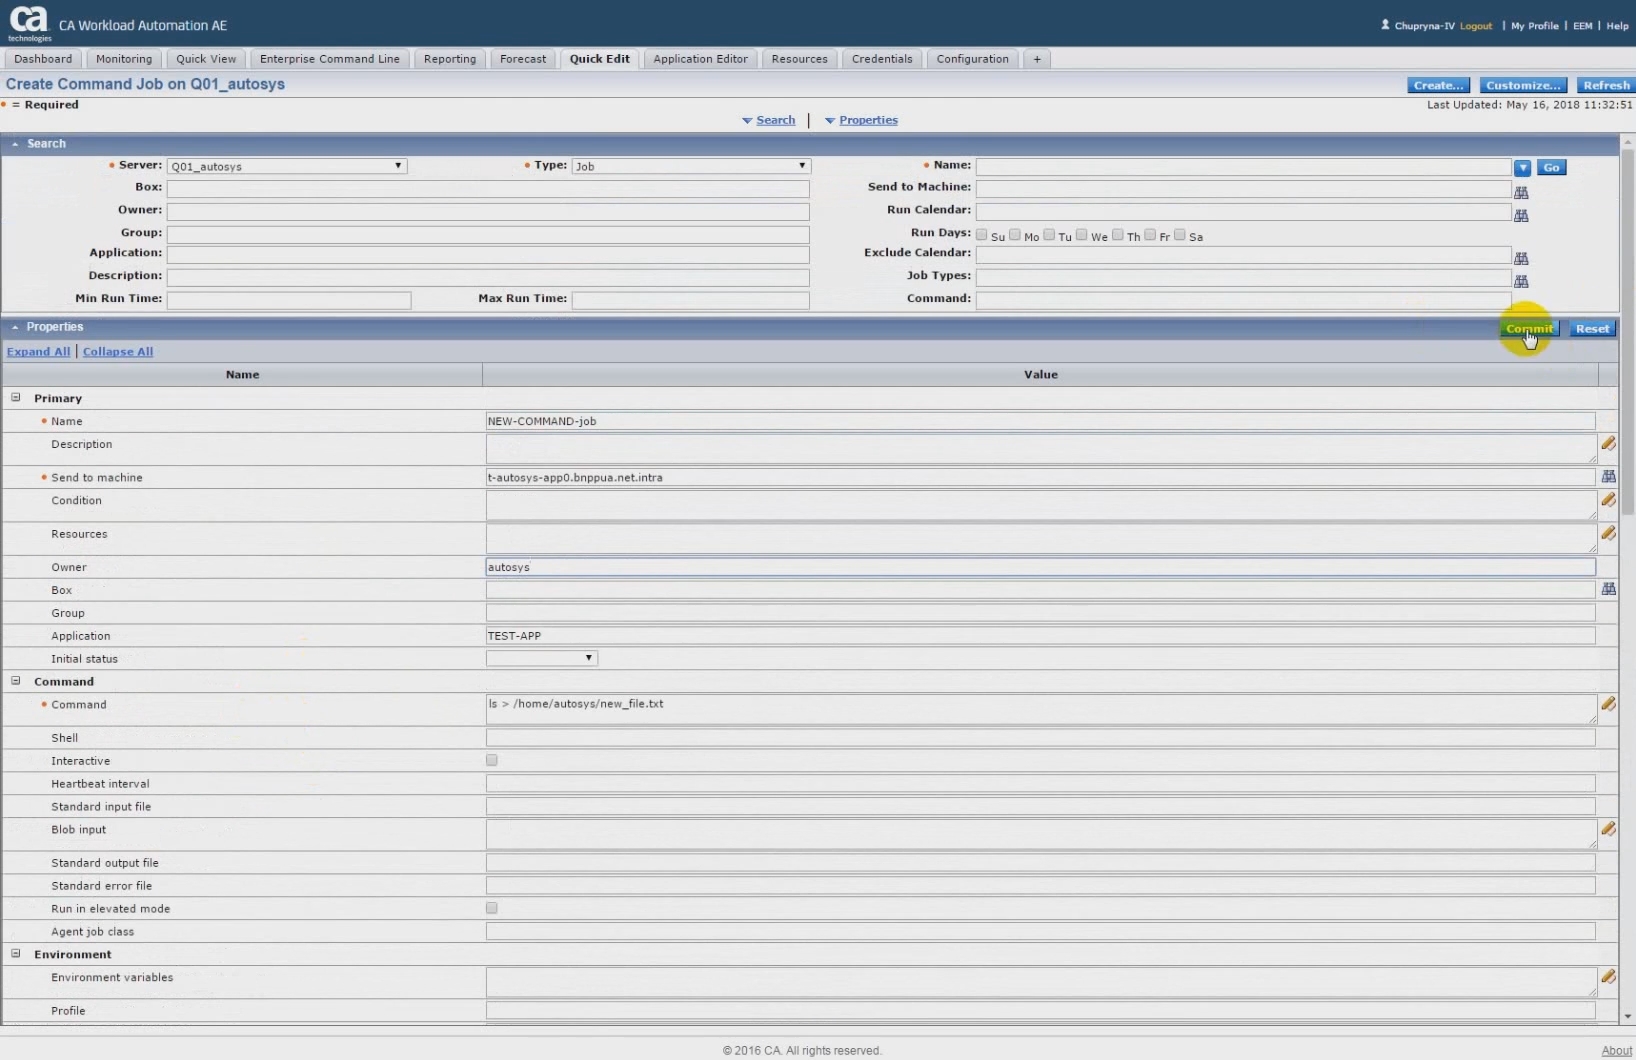 ca
technologies
CA Workload Automation AE
Chupryna-IV Logout | My Profile | EEM | Help
Dashboard Monitoring Quick View Enterprise Command Line Reporting Forecast Quick Edit Application Editor Resources Credentials Configuration +
Create Command Job on Q01_autosys
Create... Customize... Refresh
= Required
Last Updated: May 16, 2018 11:32:51
Search | Properties
Search
Server: Q01_autosys Type: Job Name: Go
Box: Send to Machine:
Owner: Run Calendar:
Group: Run Days: Su Mo Tu We Th Fr Sa
Application: Exclude Calendar:
Description: Job Types:
Min Run Time: Max Run Time: Command:
Properties
Commit Reset
Expand All | Collapse All
Name Value
Primary
Name NEW-COMMAND-job
Description
Send to machine t-autosys-app0.bnppua.net.intra
Condition
Resources
Owner autosys
Box
Group
Application TEST-APP
Initial status
Command
Command ls > /home/autosys/new_file.txt
Shell
Interactive
Heartbeat interval
Standard input file
Blob input
Standard output file
Standard error file
Run in elevated mode
Agent job class
Environment
Environment variables
Profile
© 2016 CA. All rights reserved.
About